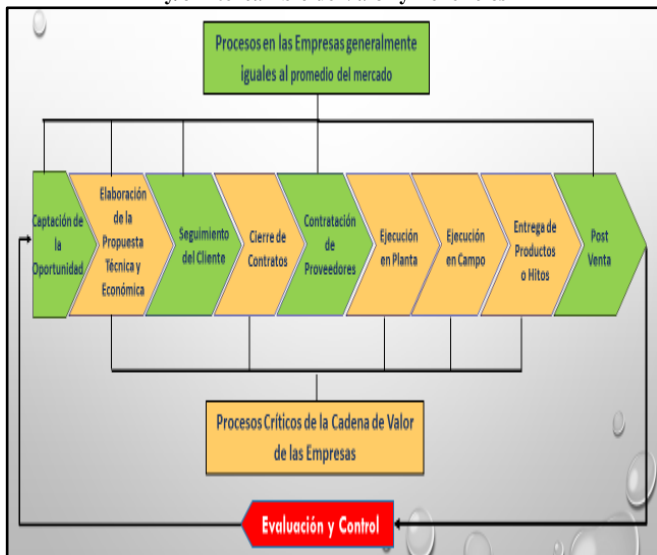 Procesos en las Empresas generalmente
iguales al promedio del mercado
Captación de
la
Oportunidad
Elaboración
de la
Propuesta
Técnica y
Económica
Seguimiento
del Cliente
Cierre de
Contratos
Contratación
de
Proveedores
Ejecución
en Planta
Ejecución
en Campo
Entrega de
Productos
o Hitos
Post
Venta
Procesos Críticos de la Cadena de Valor
de las Empresas
Evaluación y Control